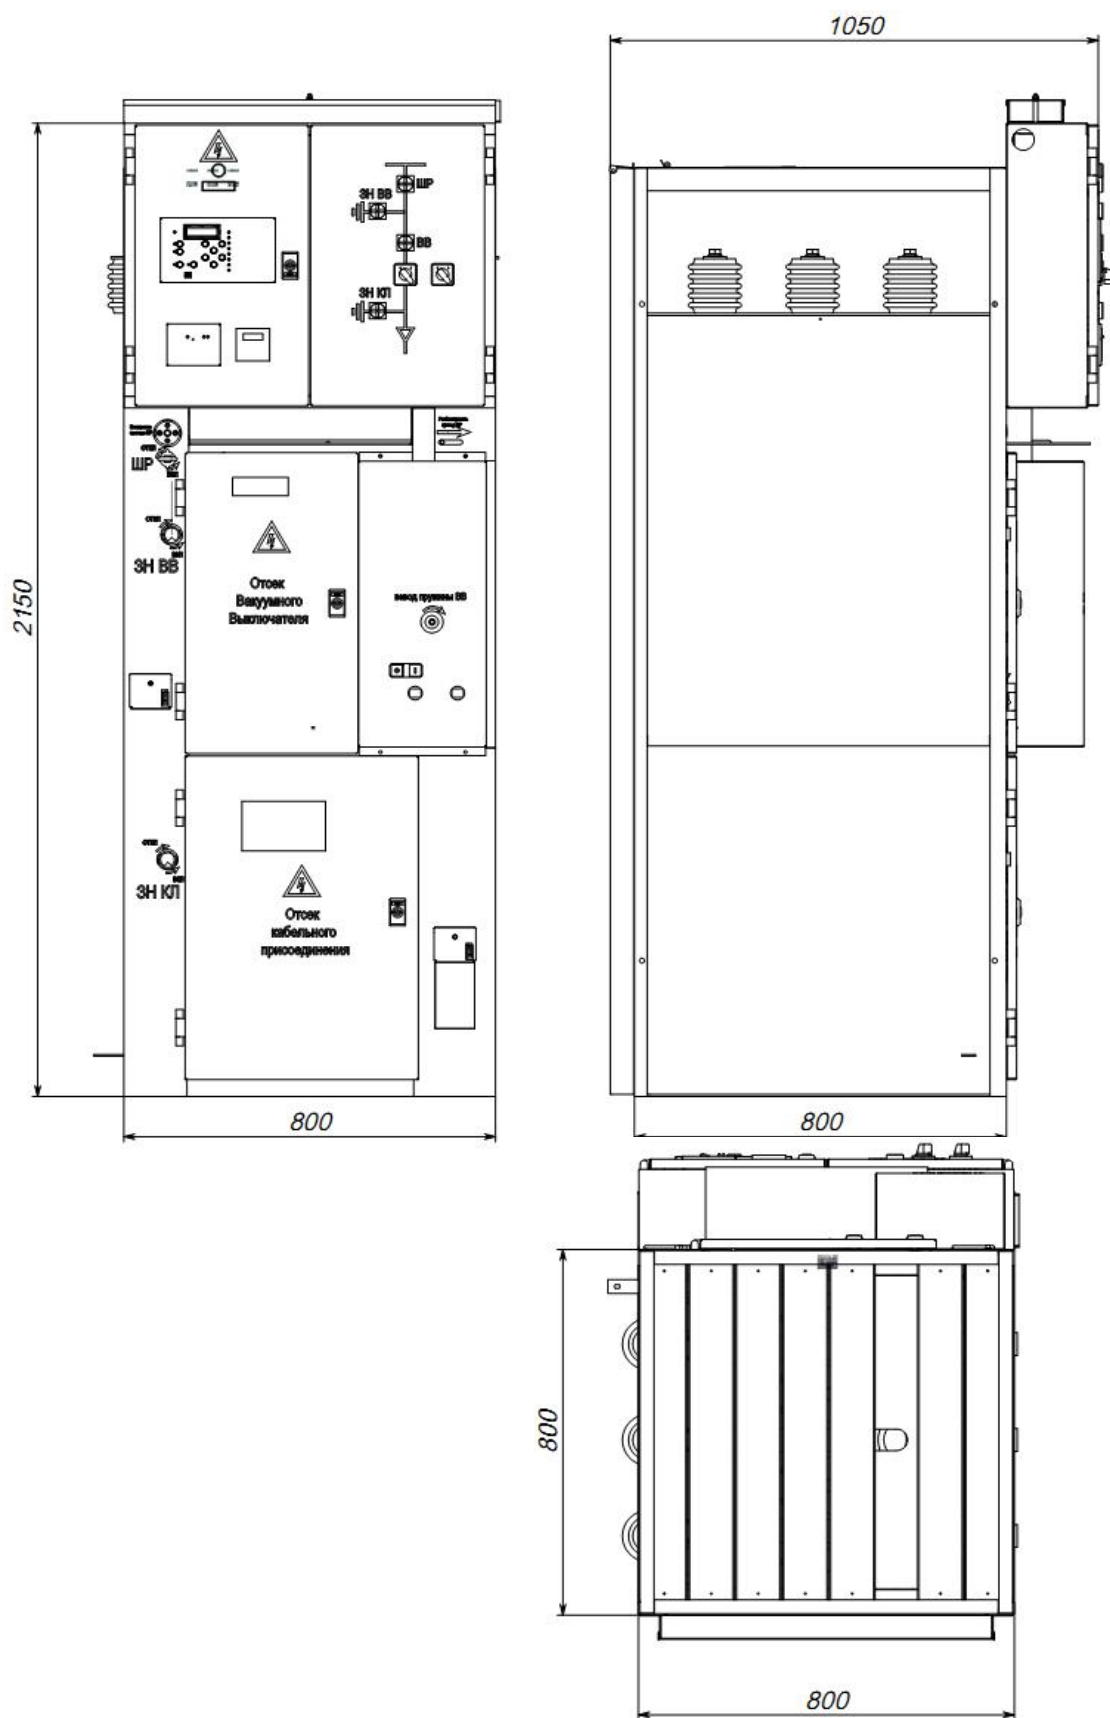 1050
ШР
ЗН ВВ
ВВ
ЗН КЛ
ШР
ЗН ВВ
Отсек
Вакуумного
Выключателя
взвод пружины ВВ
2150
ЗН КЛ
Отсек
кабельного
присоединения
800
800
800
800